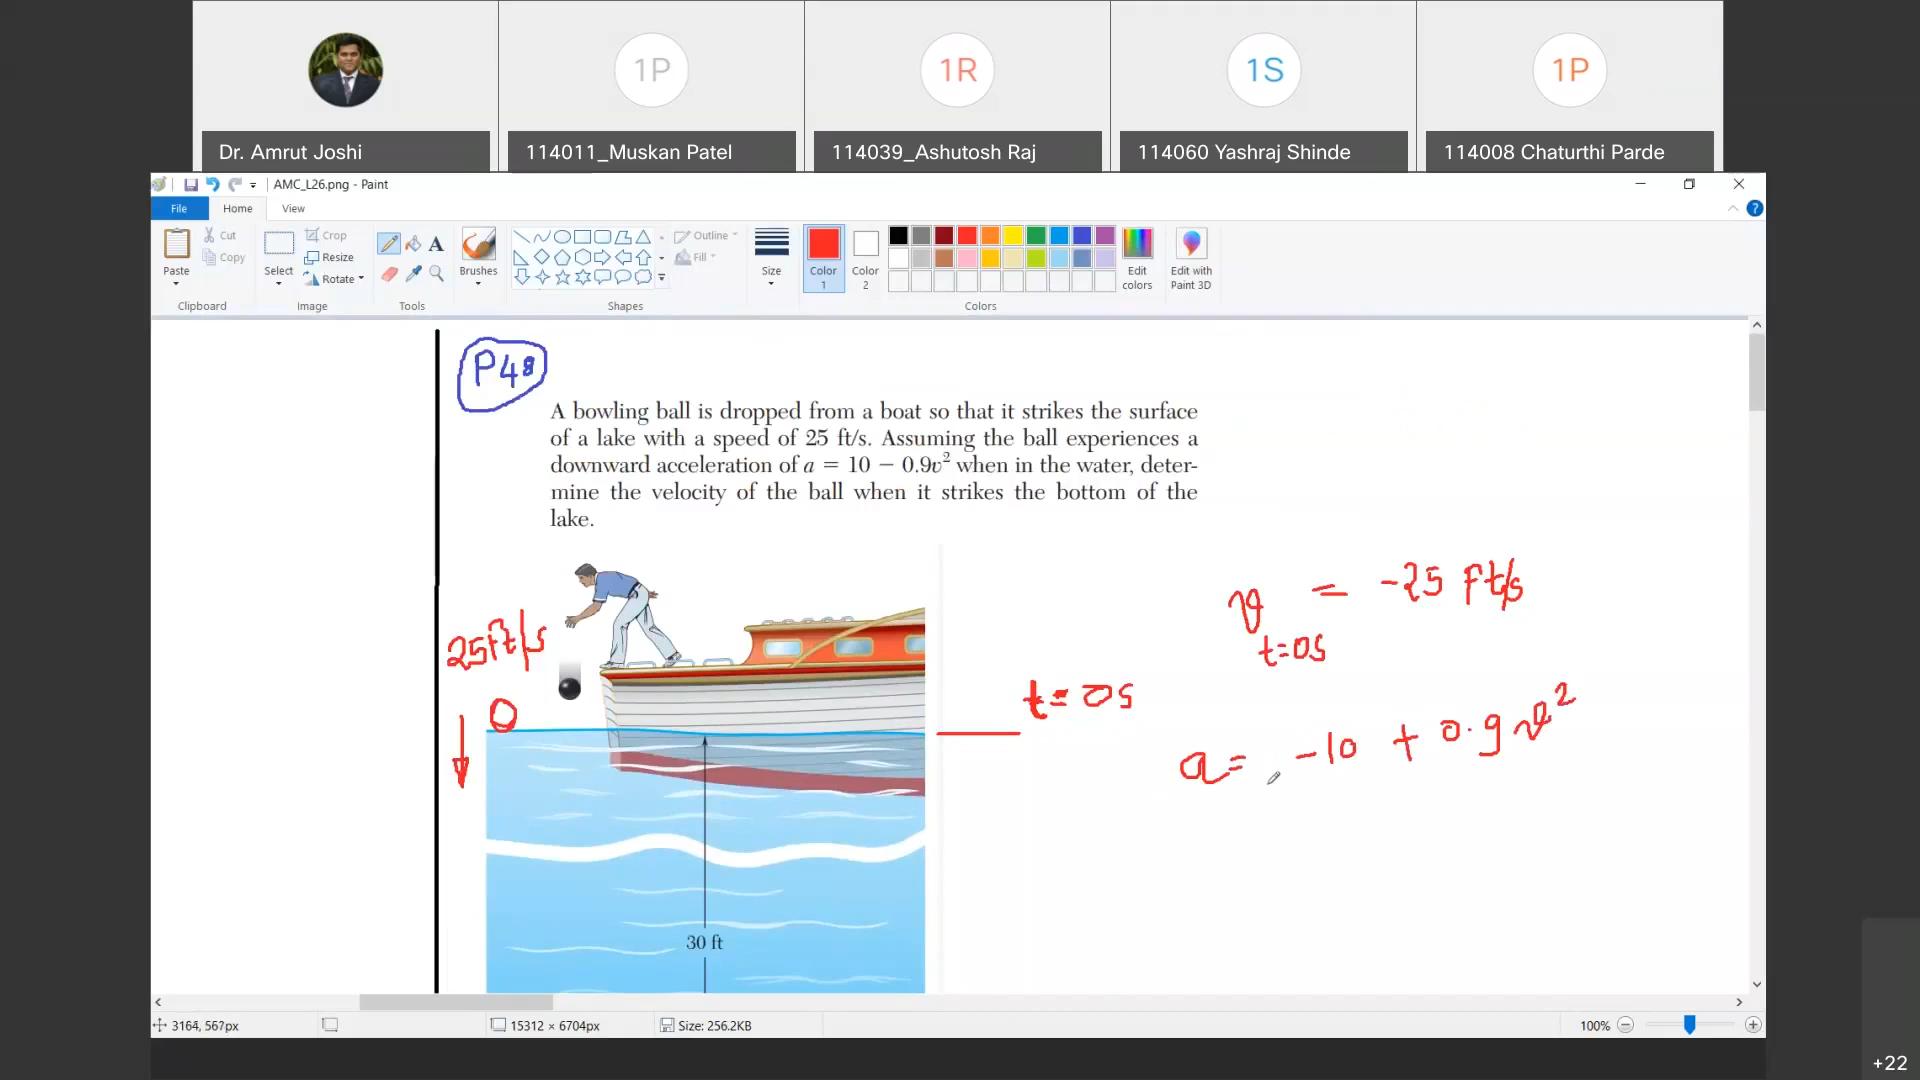 1P
1R
1S
1P
Dr. Amrut Joshi
114011_Muskan Patel
114039_Ashutosh Raj
114060 Yashraj Shinde
114008 Chaturthi Parde
AMC_L26.png - Paint
File
Home
View
Cut
Copy
Paste
Clipboard
Crop
Resize
Rotate
Select
Image
A
Tools
Brushes
Outline
Fill
Shapes
Size
Color
1
Color
2
Edit
colors
Colors
Edit with
Paint 3D
?
P48
A bowling ball is dropped from a boat so that it strikes the surface
of a lake with a speed of 25 ft/s. Assuming the ball experiences a
downward acceleration of a = 10 − 0.9v² when in the water, deter-
mine the velocity of the ball when it strikes the bottom of the
lake.
25ft/s
O
30 ft
t = 0s
v = -25 ft/s
t=0s
a= -10 + 0.9v²
3164, 567px
15312 × 6704px
Size: 256.2KB
100%
+22